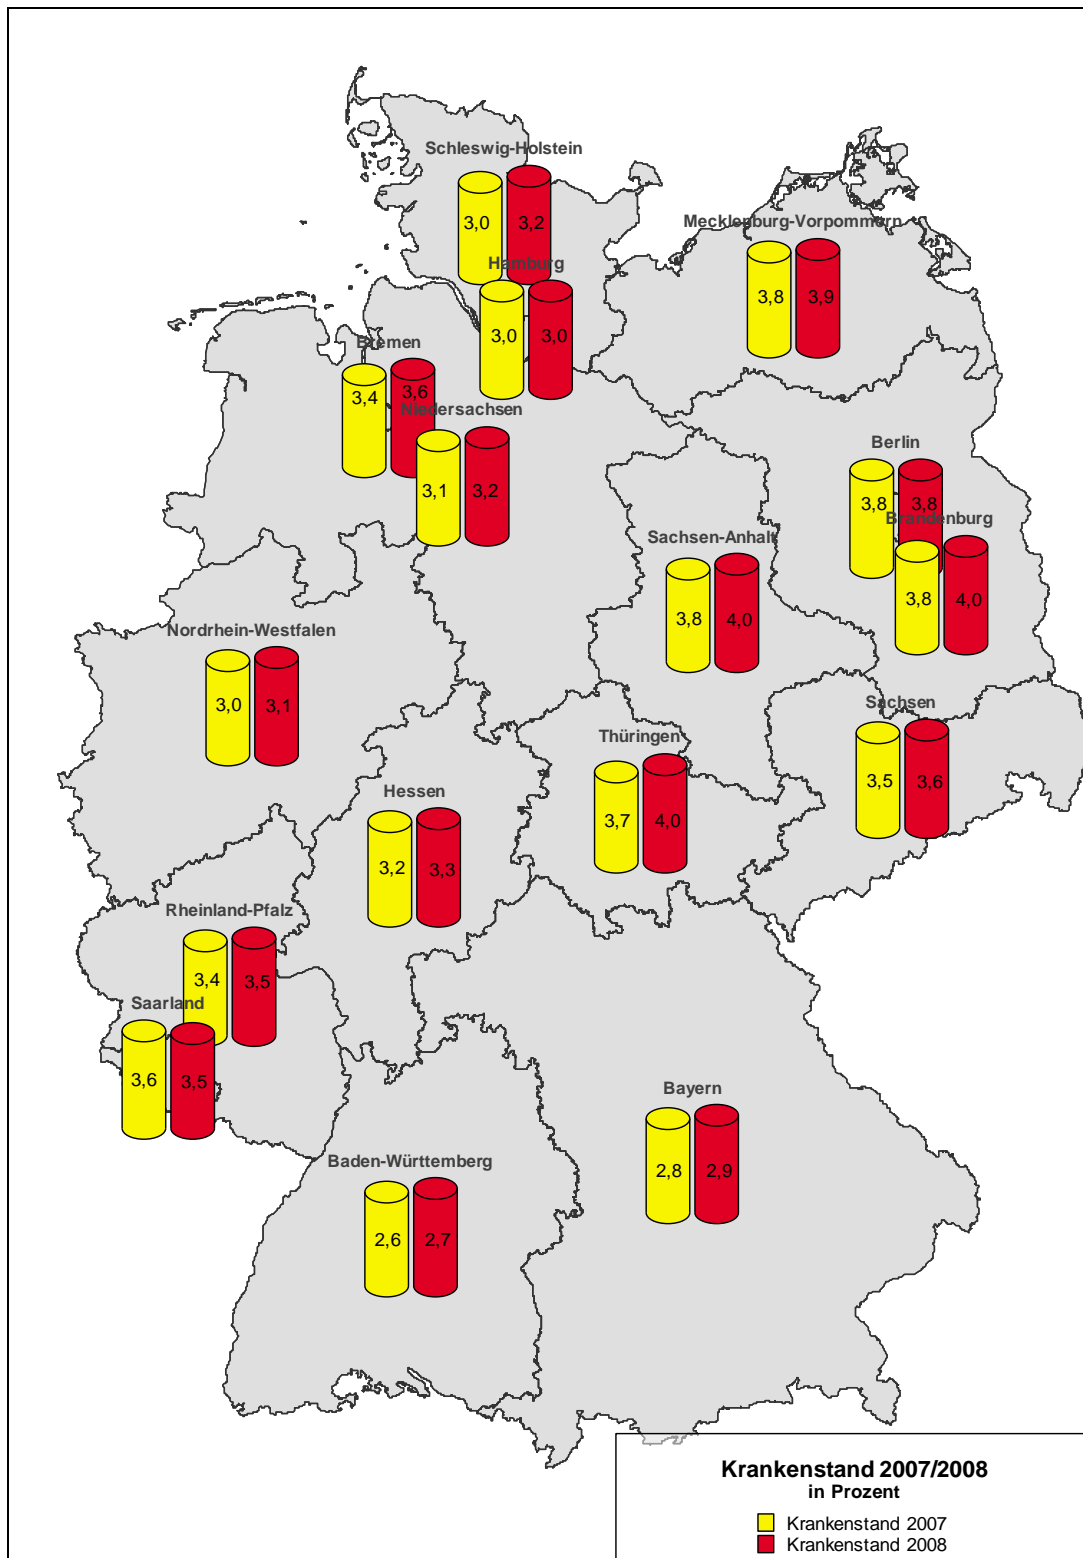 Schleswig-Holstein
3,0 3,2
Mecklenburg-Vorpommern
3,8 3,9
Hamburg
3,0 3,0
Bremen
3,4 3,6
Niedersachsen
3,1 3,2
Berlin
3,8 3,8
Brandenburg
3,8 4,0
Sachsen-Anhalt
3,8 4,0
Nordrhein-Westfalen
3,0 3,1
Sachsen
3,5 3,6
Thüringen
3,7 4,0
Hessen
3,2 3,3
Rheinland-Pfalz
3,4 3,5
Saarland
3,6 3,5
Bayern
2,8 2,9
Baden-Württemberg
2,6 2,7
Krankenstand 2007/2008
in Prozent
Krankenstand 2007
Krankenstand 2008